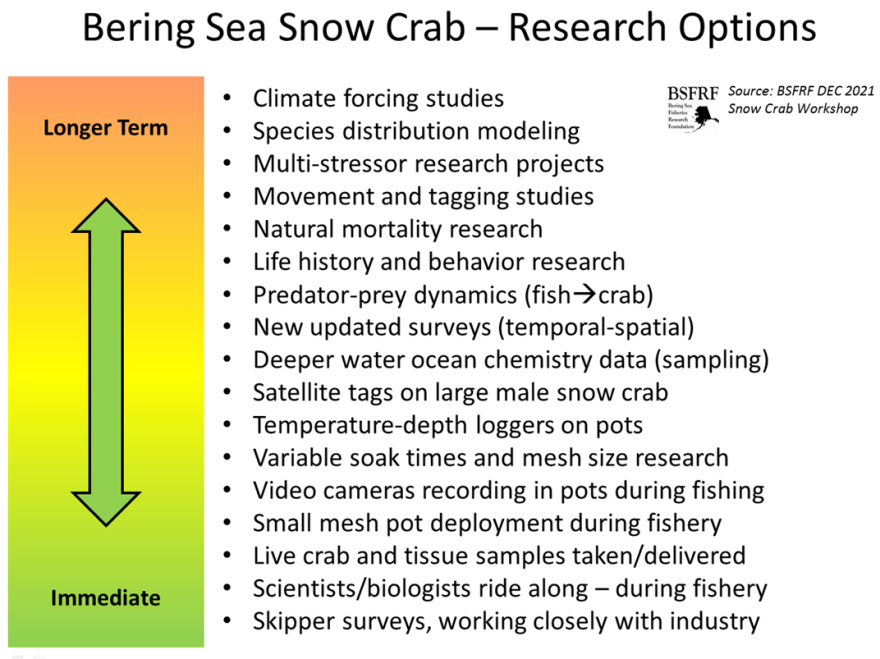 Bering Sea Snow Crab – Research Options
Longer Term
Immediate
• Climate forcing studies
• Species distribution modeling
• Multi-stressor research projects
• Movement and tagging studies
• Natural mortality research
• Life history and behavior research
• Predator-prey dynamics (fish→crab)
• New updated surveys (temporal-spatial)
• Deeper water ocean chemistry data (sampling)
• Satellite tags on large male snow crab
• Temperature-depth loggers on pots
• Variable soak times and mesh size research
• Video cameras recording in pots during fishing
• Small mesh pot deployment during fishery
• Live crab and tissue samples taken/delivered
• Scientists/biologists ride along – during fishery
• Skipper surveys, working closely with industry
BSFRF
Bering Sea
Fisheries
Research
Foundation
Source: BSFRF DEC 2021
Snow Crab Workshop